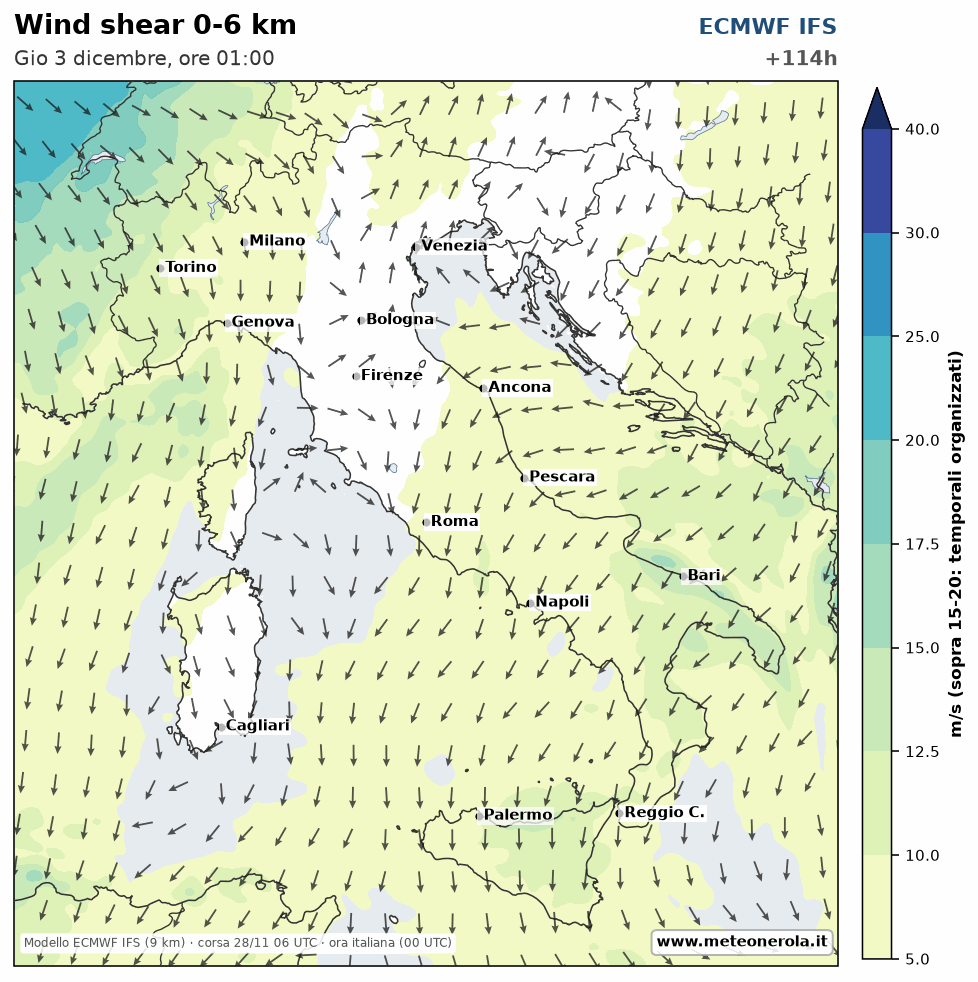 Wind shear 0-6 km
ECMWF IFS
Gio 3 dicembre, ore 01:00
+114h
Milano
Venezia
Torino
Genova
Bologna
Firenze
Ancona
Pescara
Roma
Bari
Napoli
Cagliari
Palermo
Reggio C.
40.0
30.0
25.0
20.0
17.5
15.0
12.5
10.0
5.0
m/s (sopra 15-20: temporali organizzati)
Modello ECMWF IFS (9 km) · corsa 28/11 06 UTC · ora italiana (00 UTC)
www.meteonerola.it